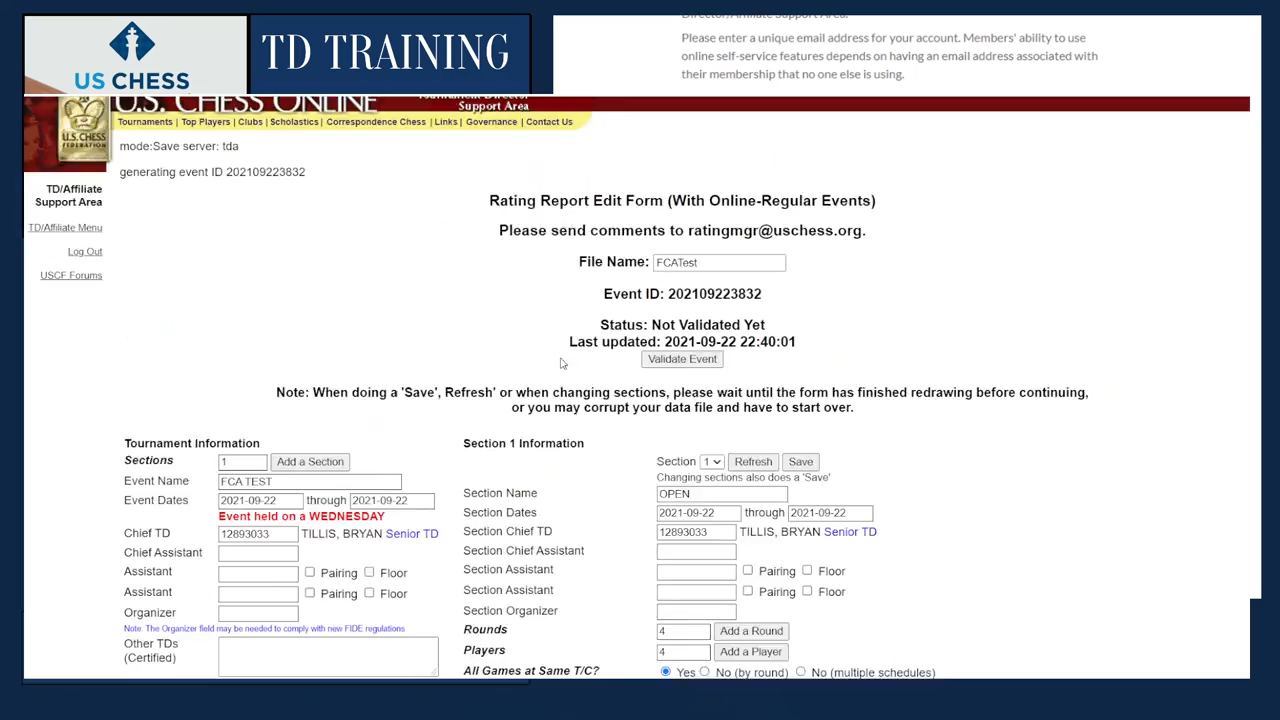 US CHESS
TD TRAINING
Director/Affiliate Support Area.
Please enter a unique email address for your account. Members' ability to use
online self-service features depends on having an email address associated with
their membership that no one else is using.
U.S. CHESS ONLINE
Tournament Director
Support Area
U.S. CHESS
FEDERATION
Tournaments | Top Players | Clubs | Scholastics | Correspondence Chess | Links | Governance | Contact Us
mode:Save server: tda
generating event ID 202109223832
TD/Affiliate
Support Area
TD/Affiliate Menu
Log Out
USCF Forums
Rating Report Edit Form (With Online-Regular Events)
Please send comments to ratingmgr@uschess.org.
File Name: FCATest
Event ID: 202109223832
Status: Not Validated Yet
Last updated: 2021-09-22 22:40:01
Validate Event
Note: When doing a 'Save', Refresh' or when changing sections, please wait until the form has finished redrawing before continuing,
or you may corrupt your data file and have to start over.
Tournament Information
Sections 1 Add a Section
Event Name FCA TEST
Event Dates 2021-09-22 through 2021-09-22
Event held on a WEDNESDAY
Chief TD 12893033 TILLIS, BRYAN Senior TD
Chief Assistant
Assistant Pairing Floor
Assistant Pairing Floor
Organizer
Note: The Organizer field may be needed to comply with new FIDE regulations
Other TDs
(Certified)
Section 1 Information
Section 1 Refresh Save
Changing sections also does a 'Save'
Section Name OPEN
Section Dates 2021-09-22 through 2021-09-22
Section Chief TD 12893033 TILLIS, BRYAN Senior TD
Section Chief Assistant
Section Assistant Pairing Floor
Section Assistant Pairing Floor
Section Organizer
Rounds 4 Add a Round
Players 4 Add a Player
All Games at Same T/C? Yes No (by round) No (multiple schedules)